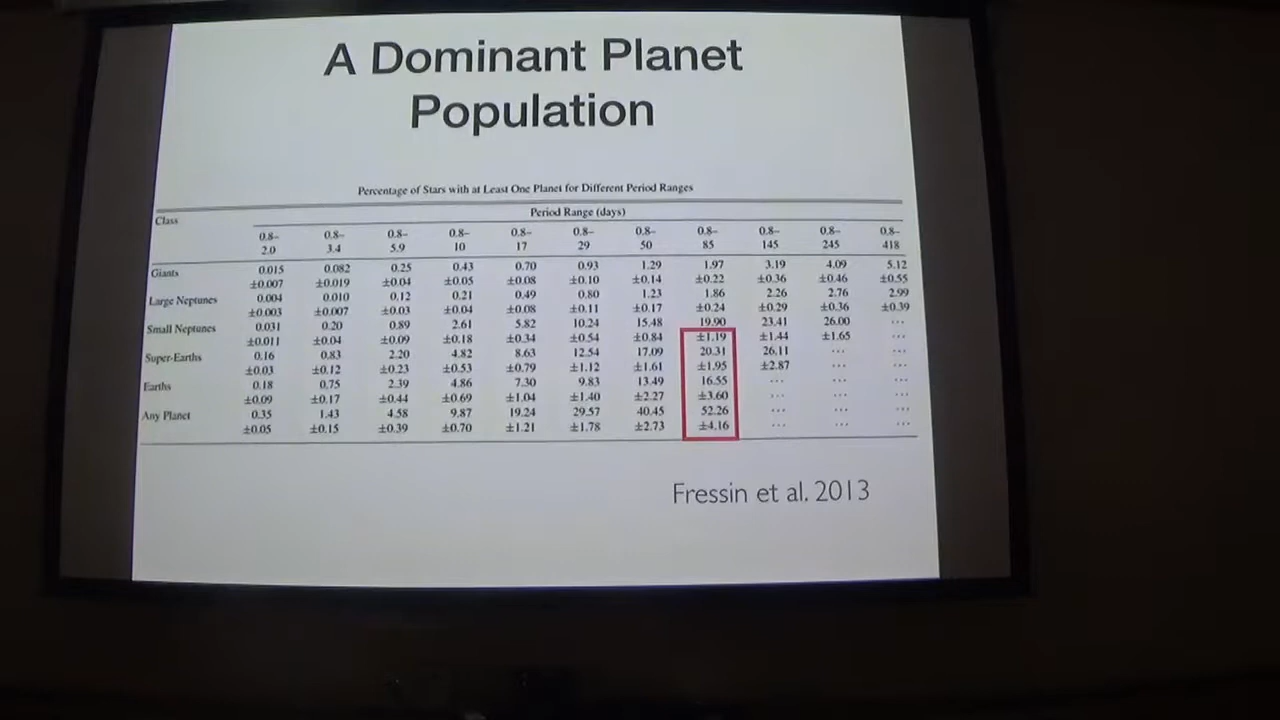 A Dominant Planet
Population
Percentage of Stars with at Least One Planet for Different Period Ranges
Class
Period Range (days)
0.8– 0.8– 0.8– 0.8– 0.8– 0.8– 0.8– 0.8– 0.8– 0.8– 0.8–
2.0 3.4 5.9 10 17 29 50 85 145 245 418
Giants 0.015 0.082 0.25 0.43 0.70 0.93 1.29 1.97 3.19 4.09 5.12
±0.007 ±0.019 ±0.04 ±0.05 ±0.08 ±0.10 ±0.14 ±0.22 ±0.36 ±0.46 ±0.55
Large Neptunes 0.004 0.010 0.12 0.21 0.49 0.80 1.23 1.86 2.26 2.76 2.99
±0.003 ±0.007 ±0.03 ±0.04 ±0.08 ±0.11 ±0.17 ±0.24 ±0.29 ±0.36 ±0.39
Small Neptunes 0.031 0.20 0.89 2.61 5.82 10.24 15.48 19.90 23.41 26.00 ...
±0.011 ±0.04 ±0.09 ±0.18 ±0.34 ±0.54 ±0.84 ±1.19 ±1.44 ±1.65 ...
Super-Earths 0.16 0.83 2.20 4.82 8.63 12.54 17.09 20.31 26.11 ... ...
±0.03 ±0.12 ±0.23 ±0.53 ±0.79 ±1.12 ±1.61 ±1.95 ±2.87 ... ...
Earths 0.18 0.75 2.39 4.86 7.30 9.83 13.49 16.55 ... ... ...
±0.09 ±0.17 ±0.44 ±0.69 ±1.04 ±1.40 ±2.27 ±3.60 ... ... ...
Any Planet 0.35 1.43 4.58 9.87 19.24 29.57 40.45 52.26 ... ... ...
±0.05 ±0.15 ±0.39 ±0.70 ±1.21 ±1.78 ±2.73 ±4.16 ... ... ...
Fressin et al. 2013